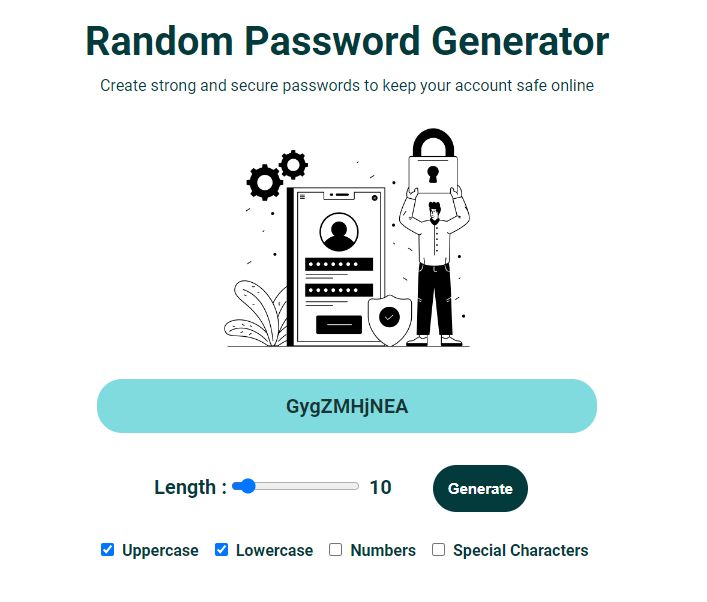 Random Password Generator
Create strong and secure passwords to keep your account safe online
GygZMHjNEA
Length : 10 Generate
Uppercase Lowercase Numbers Special Characters